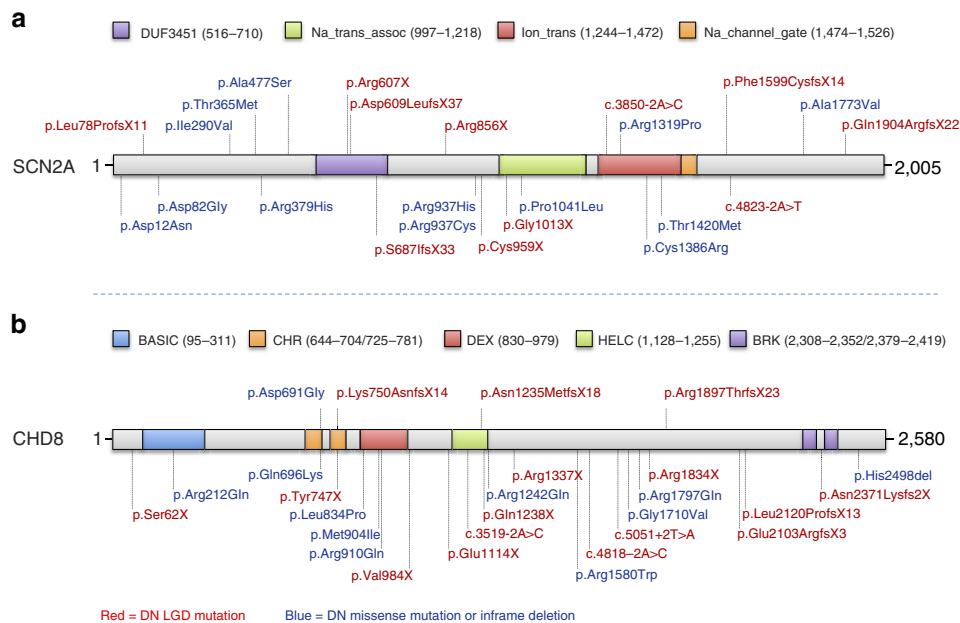 a
DUF3451 (516–710) Na_trans_assoc (997–1,218) Ion_trans (1,244–1,472) Na_channel_gate (1,474–1,526)
p.Ala477Ser p.Arg607X p.Phe1599CysfsX14
p.Thr365Met p.Asp609LeufsX37 c.3850-2A>C p.Ala1773Val
p.Leu78ProfsX11 p.Ile290Val p.Arg856X p.Arg1319Pro p.Gln1904ArgfsX22
SCN2A 1 2,005
p.Asp82Gly p.Arg379His p.Arg937His p.Pro1041Leu c.4823-2A>T
p.Asp12Asn p.Arg937Cys p.Gly1013X p.Thr1420Met
p.S687IfsX33 p.Cys959X p.Cys1386Arg
b
BASIC (95–311) CHR (644–704/725–781) DEX (830–979) HELC (1,128–1,255) BRK (2,308–2,352/2,379–2,419)
p.Asp691Gly p.Lys750AsnfsX14 p.Asn1235MetfsX18 p.Arg1897ThrfsX23
CHD8 1 2,580
p.Gln696Lys p.Arg1337X p.Arg1834X p.His2498del
p.Arg212Gln p.Tyr747X p.Arg1242Gln p.Arg1797Gln p.Asn2371Lysfs2X
p.Ser62X p.Leu834Pro p.Gln1238X p.Gly1710Val p.Leu2120ProfsX13
p.Met904Ile c.3519-2A>C c.5051+2T>A p.Glu2103ArgfsX3
p.Arg910Gln p.Glu1114X c.4818–2A>C
p.Val984X p.Arg1580Trp
Red = DN LGD mutation Blue = DN missense mutation or inframe deletion